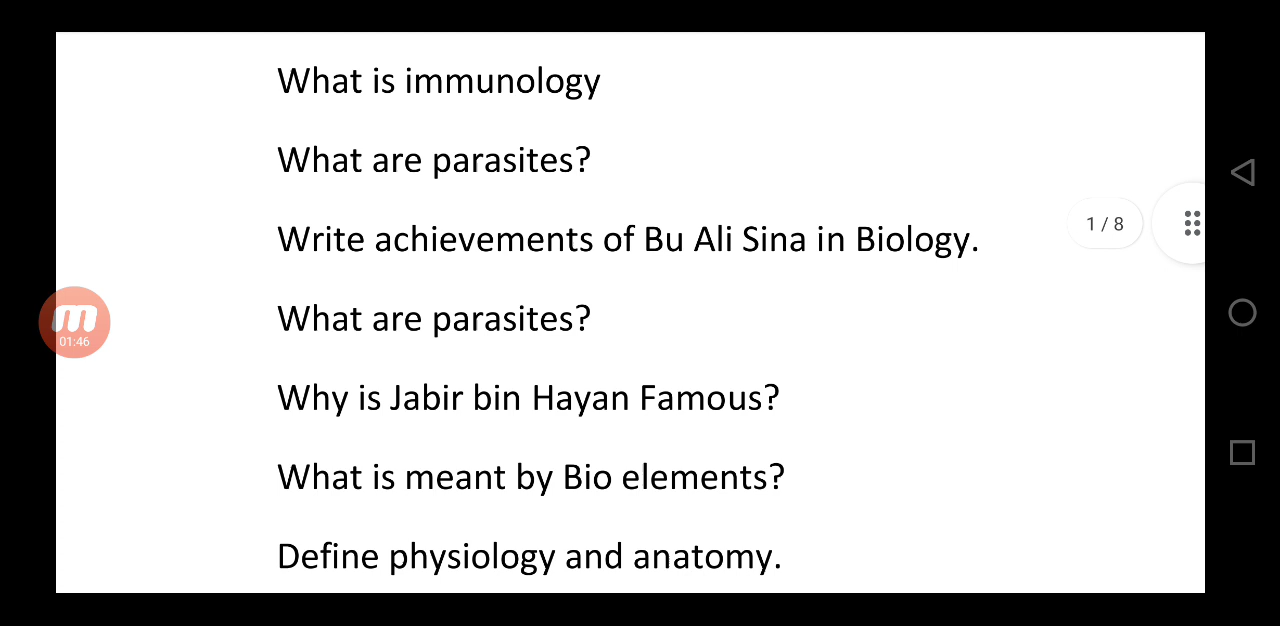 What is immunology
What are parasites?
Write achievements of Bu Ali Sina in Biology.
1 / 8
What are parasites?
m
01:46
Why is Jabir bin Hayan Famous?
What is meant by Bio elements?
Define physiology and anatomy.